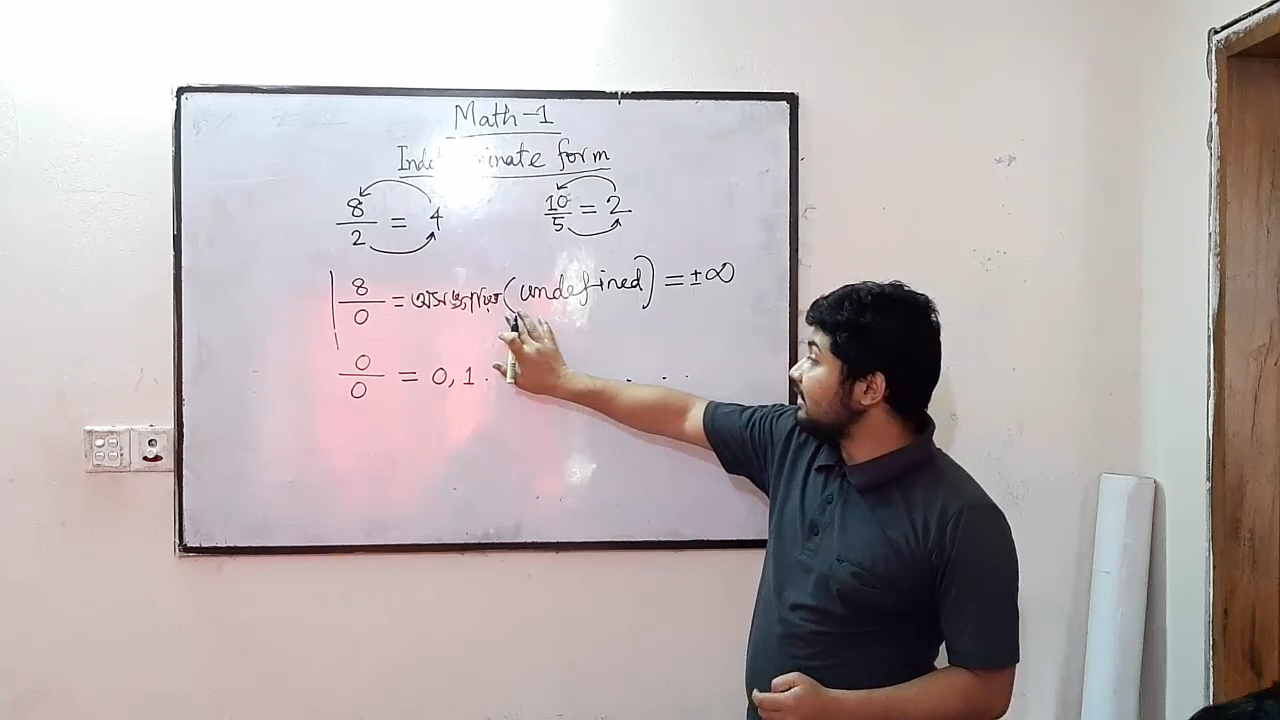 Math-1
Indeterminate form
8/2 = 4 10/5 = 2
8/0 = অসংজ্ঞায়িত (undefined) = ±∞
0/0 = 0, 1 . . . .